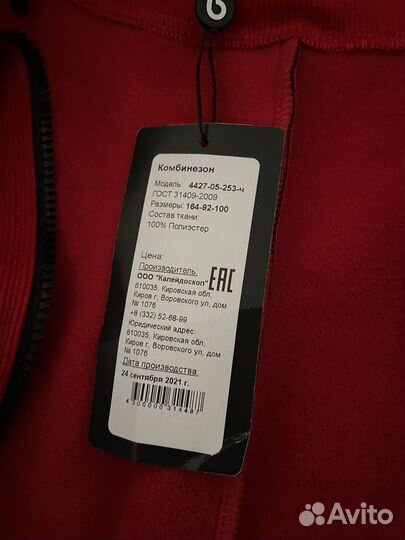 Комбинезон
Модель: 4427-05-253-ч
ГОСТ 31409-2009
Размеры: 164-92-100
Состав ткани:
100% Полиэстер
Цена:
Производитель:
ООО "Калейдоскоп"
EAC
610035, Кировская обл,
Киров г, Воровского ул, дом
№ 107б
+8 (332) 52-68-99
Юридический адрес:
610035, Кировская обл,
Киров г, Воровского ул, дом
№ 107б
Дата производства:
24 сентября 2021 г.
4300000314487
Avito